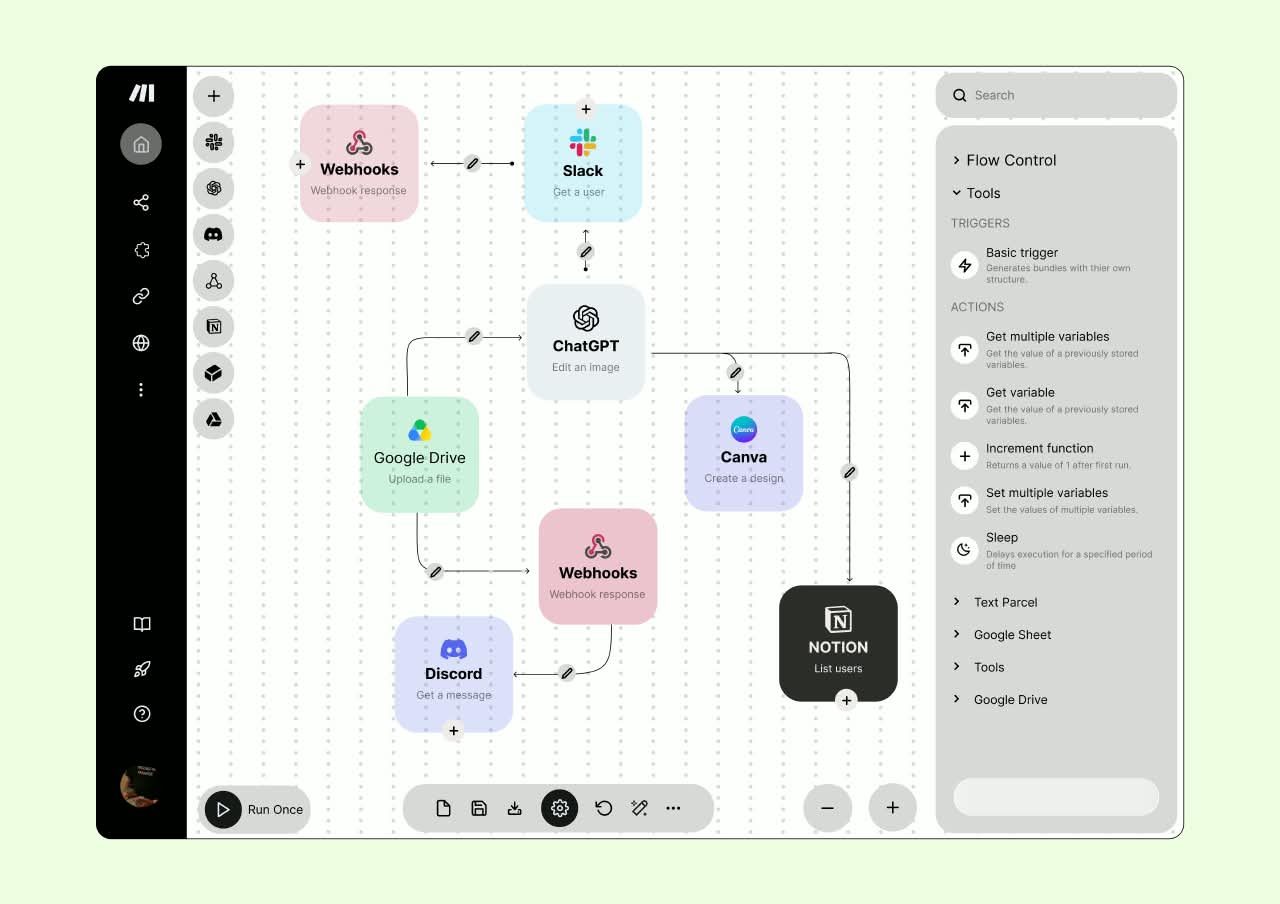 Webhooks
Webhook response
Slack
Get a user
ChatGPT
Edit an image
Google Drive
Upload a file
Canva
Canva
Create a design
Webhooks
Webhook response
Discord
Get a message
N
NOTION
List users
Run Once
Search
Flow Control
Tools
TRIGGERS
Basic trigger
Generates bundles with thier own
structure.
ACTIONS
Get multiple variables
Get the value of a previously stored
variables.
Get variable
Get the value of a previously stored
variables.
Increment function
Returns a value of 1 after first run.
Set multiple variables
Set the values of multiple variables.
Sleep
Delays execution for a specified period
of time
Text Parcel
Google Sheet
Tools
Google Drive